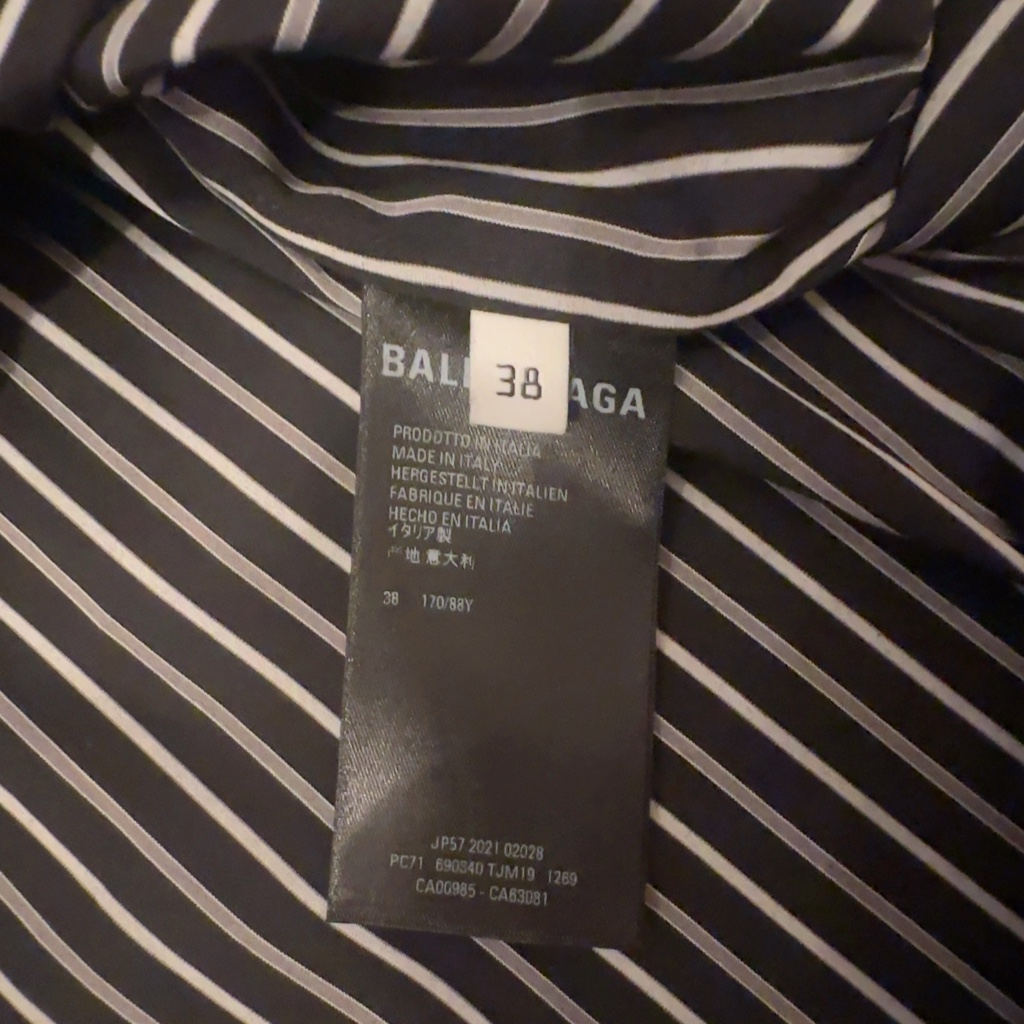 BAL AGA
38
PRODOTTO IN ITALIA
MADE IN ITALY
HERGESTELLT IN ITALIEN
FABRIQUE EN ITALIE
HECHO EN ITALIA
イタリア製
地 意大利
38 170/88Y
JP57 2021 02028
PC71 690340 TJM19 1269
CA00985 - CA63081